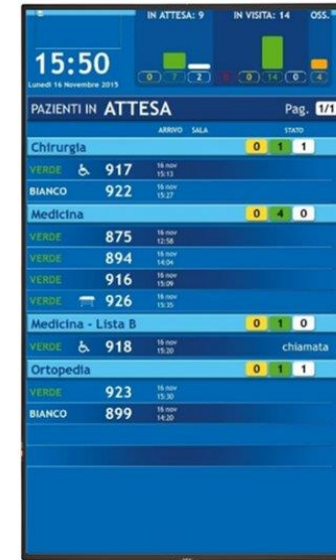 IN ATTESA: 9 IN VISITA: 14 OSS.
15:50
Lunedì 16 Novembre 2015
0 7 2 0 14 0 4
PAZIENTI IN ATTESA Pag. 1/1
ARRIVO SALA STATO
Chirurgia 0 1 1
VERDE 917 16 nov 15:13
BIANCO 922 16 nov 15:27
Medicina 0 4 0
VERDE 875 16 nov 12:58
VERDE 894 16 nov 14:04
VERDE 916 16 nov 15:09
VERDE 926 16 nov 15:35
Medicina - Lista B 0 1 0
VERDE 918 16 nov 15:20 chiamata
Ortopedia 0 1 1
VERDE 923 16 nov 15:30
BIANCO 899 16 nov 14:20